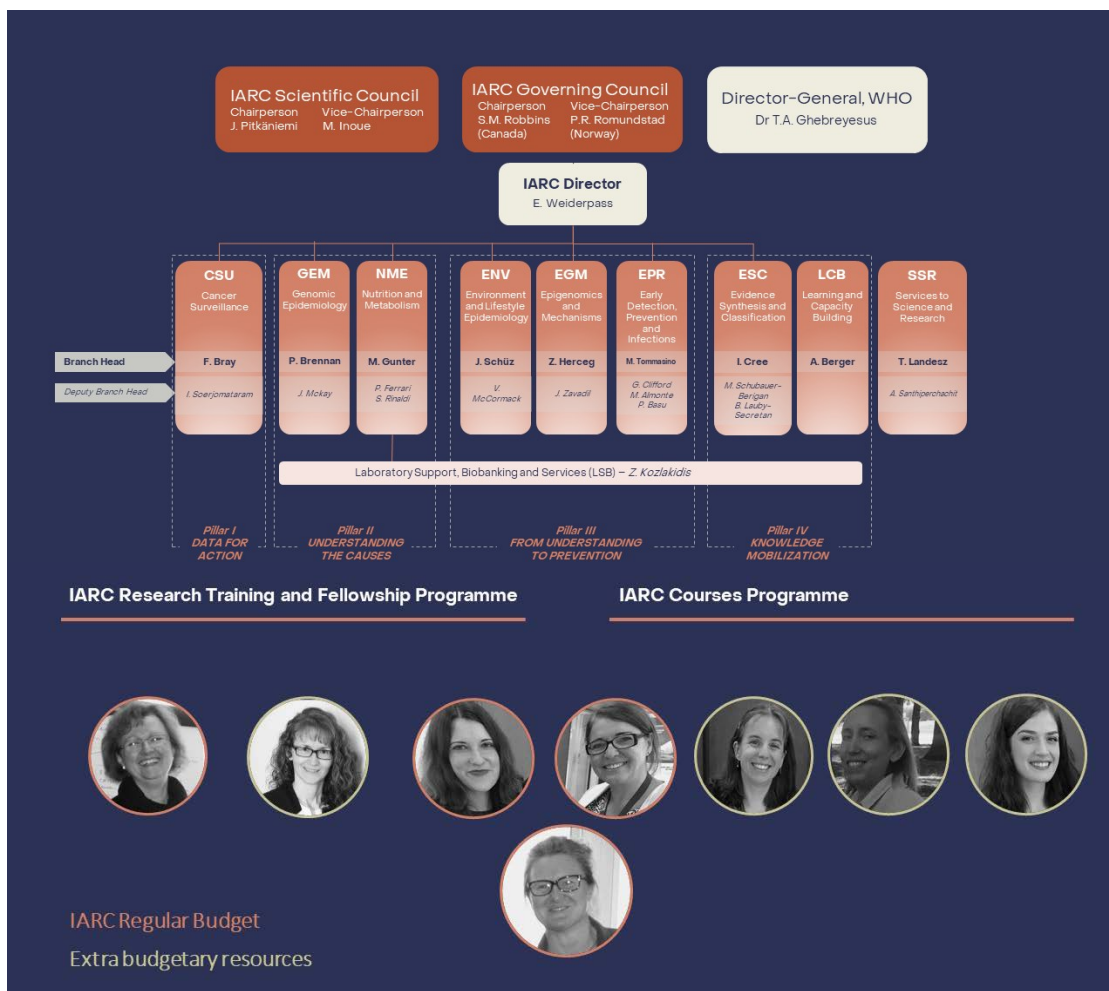 IARC Scientific Council
Chairperson Vice-Chairperson
J. Pitkäniemi M. Inoue
IARC Governing Council
Chairperson Vice-Chairperson
S.M. Robbins P.R. Romundstad
(Canada) (Norway)
Director-General, WHO
Dr T.A. Ghebreyesus
IARC Director
E. Weiderpass
CSU
Cancer
Surveillance
GEM
Genomic
Epidemiology
NME
Nutrition and
Metabolism
ENV
Environment
and Lifestyle
Epidemiology
EGM
Epigenomics
and
Mechanisms
EPR
Early
Detection,
Prevention
and
Infections
ESC
Evidence
Synthesis and
Classification
LCB
Learning and
Capacity
Building
SSR
Services to
Science and
Research
Branch Head
F. Bray
P. Brennan
M. Gunter
J. Schüz
Z. Herceg
M. Tommasino
I. Cree
A. Berger
T. Landesz
Deputy Branch Head
I. Soerjomataram
J. Mckay
P. Ferrari
S. Rinaldi
V.
McCormack
J. Zavadil
G. Clifford
M. Almonte
P. Basu
M. Schubauer-
Berigan
B. Lauby-
Secretan
A. Santhiperchachit
Laboratory Support, Biobanking and Services (LSB) – Z. Kozlakidis
Pillar I
DATA FOR
ACTION
Pillar II
UNDERSTANDING
THE CAUSES
Pillar III
FROM UNDERSTANDING
TO PREVENTION
Pillar IV
KNOWLEDGE
MOBILIZATION
IARC Research Training and Fellowship Programme
IARC Courses Programme
IARC Regular Budget
Extra budgetary resources